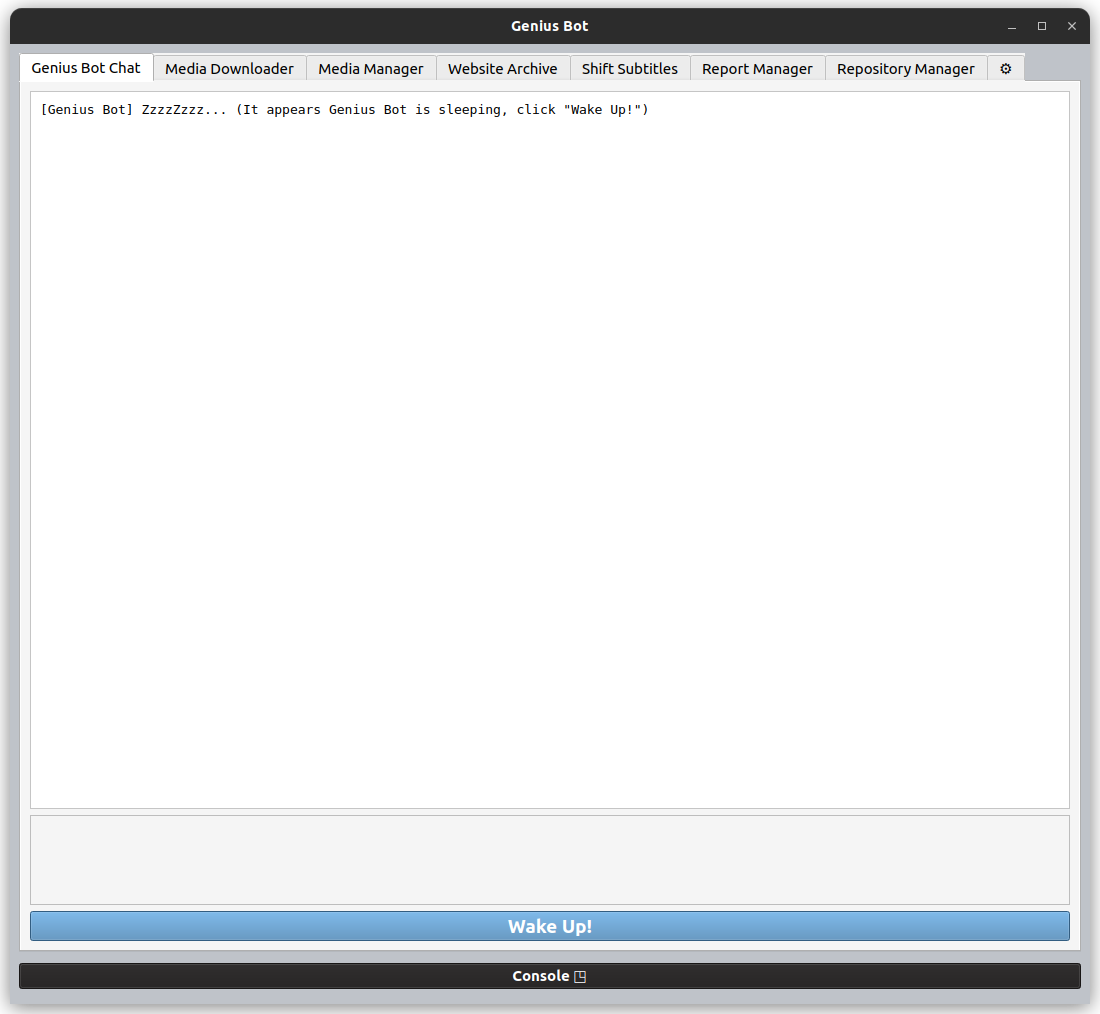 Genius Bot
Genius Bot Chat Media Downloader Media Manager Website Archive Shift Subtitles Report Manager Repository Manager ⚙
[Genius Bot] ZzzzZzzz... (It appears Genius Bot is sleeping, click "Wake Up!")
Wake Up!
Console ◳